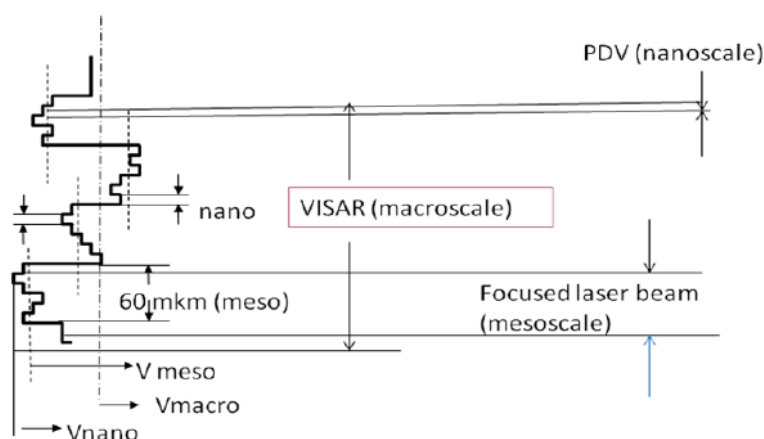 PDV (nanoscale)
nano
VISAR (macroscale)
60 mkm (meso)
Focused laser beam
(mesoscale)
V meso
Vmacro
Vnano